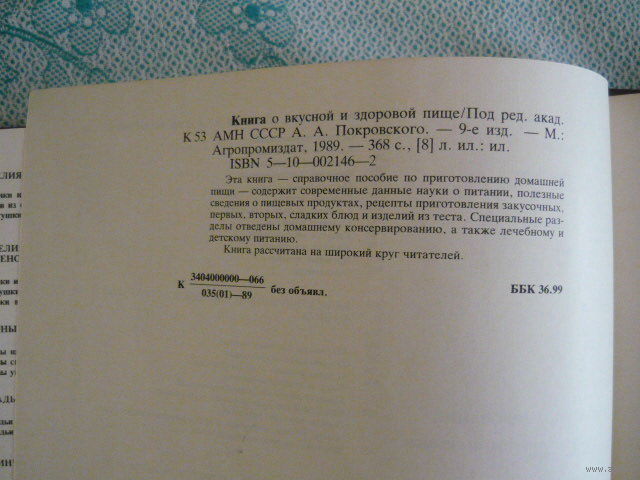 Книга о вкусной и здоровой пище/Под ред. акад.
К 53 АМН СССР А. А. Покровского. — 9-е изд. — М.:
Агропромиздат, 1989. — 368 с., [8] л. ил.: ил.
ISBN 5—10—002146—2
Эта книга — справочное пособие по приготовлению домашней
пищи — содержит современные данные науки о питании, полезные
сведения о пищевых продуктах, рецепты приготовления закусочных,
первых, вторых, сладких блюд и изделий из теста. Специальные раз-
делы отведены домашнему консервированию, а также лечебному и
детскому питанию.
Книга рассчитана на широкий круг читателей.
К 3404000000—066
035(01)—89 без объявл. ББК 36.99